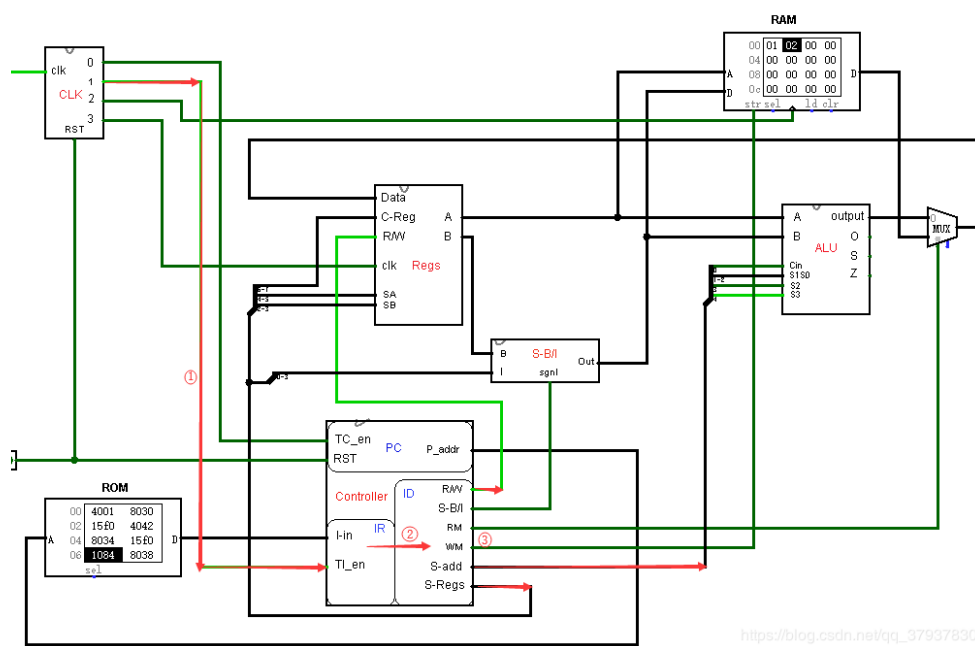 RAM
00 01 02 00 00
04 00 00 00 00
08 00 00 00 00
0c 00 00 00 00
A
D
D
str sel ld clr
clk
CLK
0
1
2
3
RST
Data
C-Reg
R/W
clk
SA
SB
A
B
Regs
A
B
Cin
S1S0
S2
S3
output
O
S
Z
ALU
0
MUX
B
I
S-B/I
sgnl
Out
0-3
①
TC_en
RST
PC
P_addr
Controller
ID
IR
I-in
TI_en
②
③
R/W
S-B/I
RM
WM
S-add
S-Regs
ROM
00 4001 8030
02 15f0 4042
04 8034 15f0
06 1084 8038
A
D
sel
https://blog.csdn.net/qq_37937830